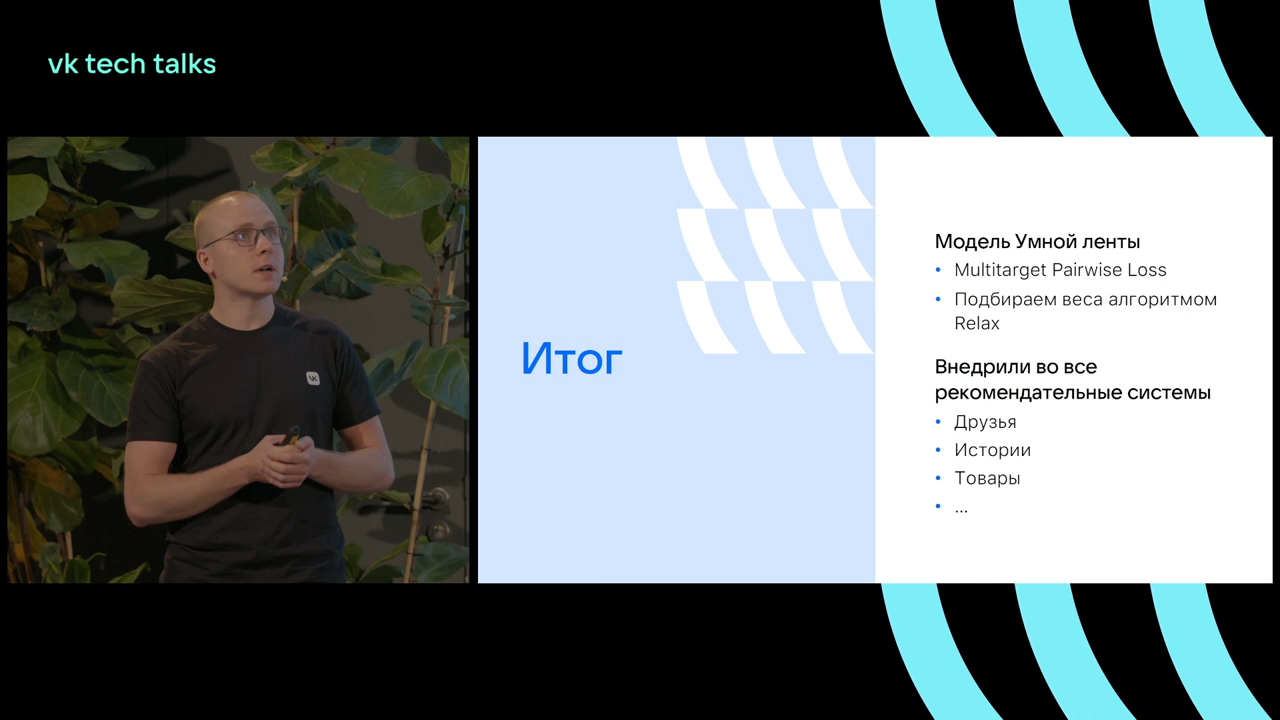 vk tech talks
Итог
Модель Умной ленты
• Multitarget Pairwise Loss
• Подбираем веса алгоритмом
Relax
Внедрили во все
рекомендательные системы
• Друзья
• Истории
• Товары
• ...